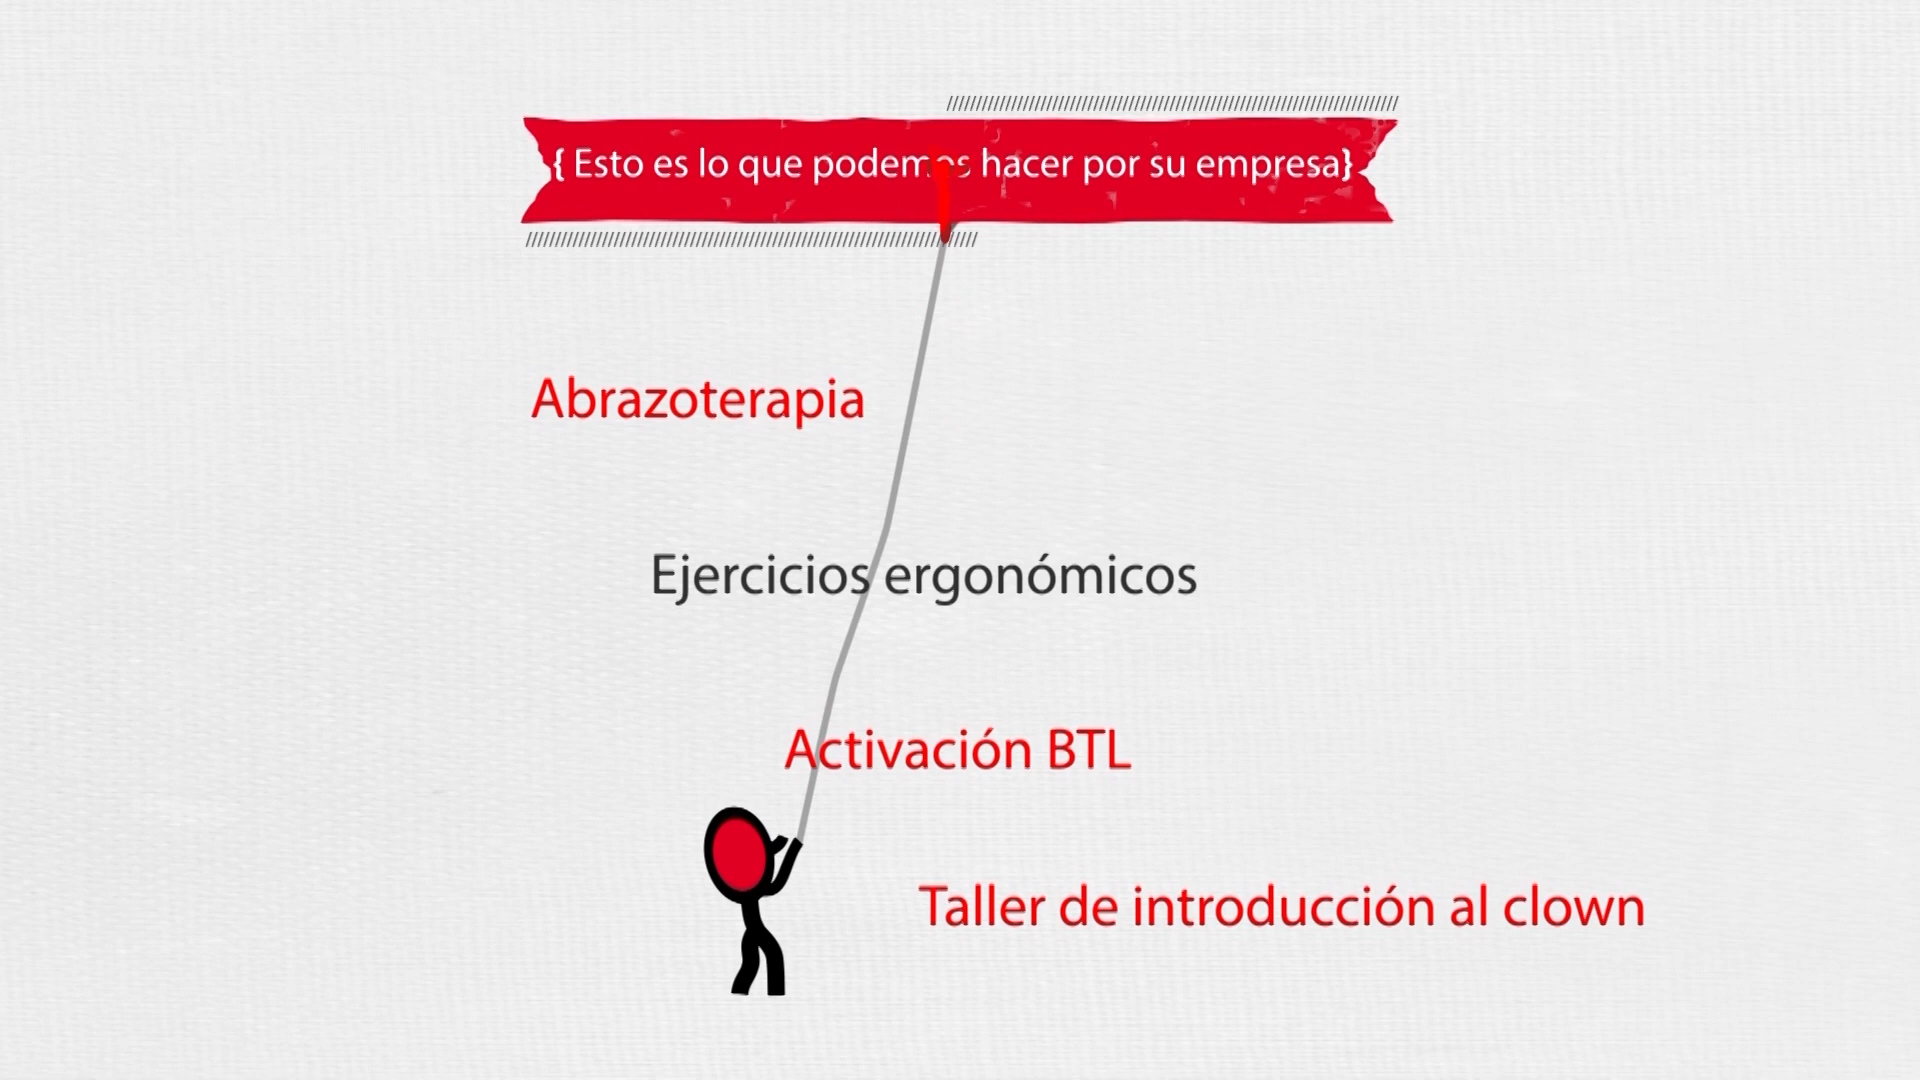 { Esto es lo que podemos hacer por su empresa}
Abrazoterapia
Ejercicios ergonómicos
Activación BTL
Taller de introducción al clown